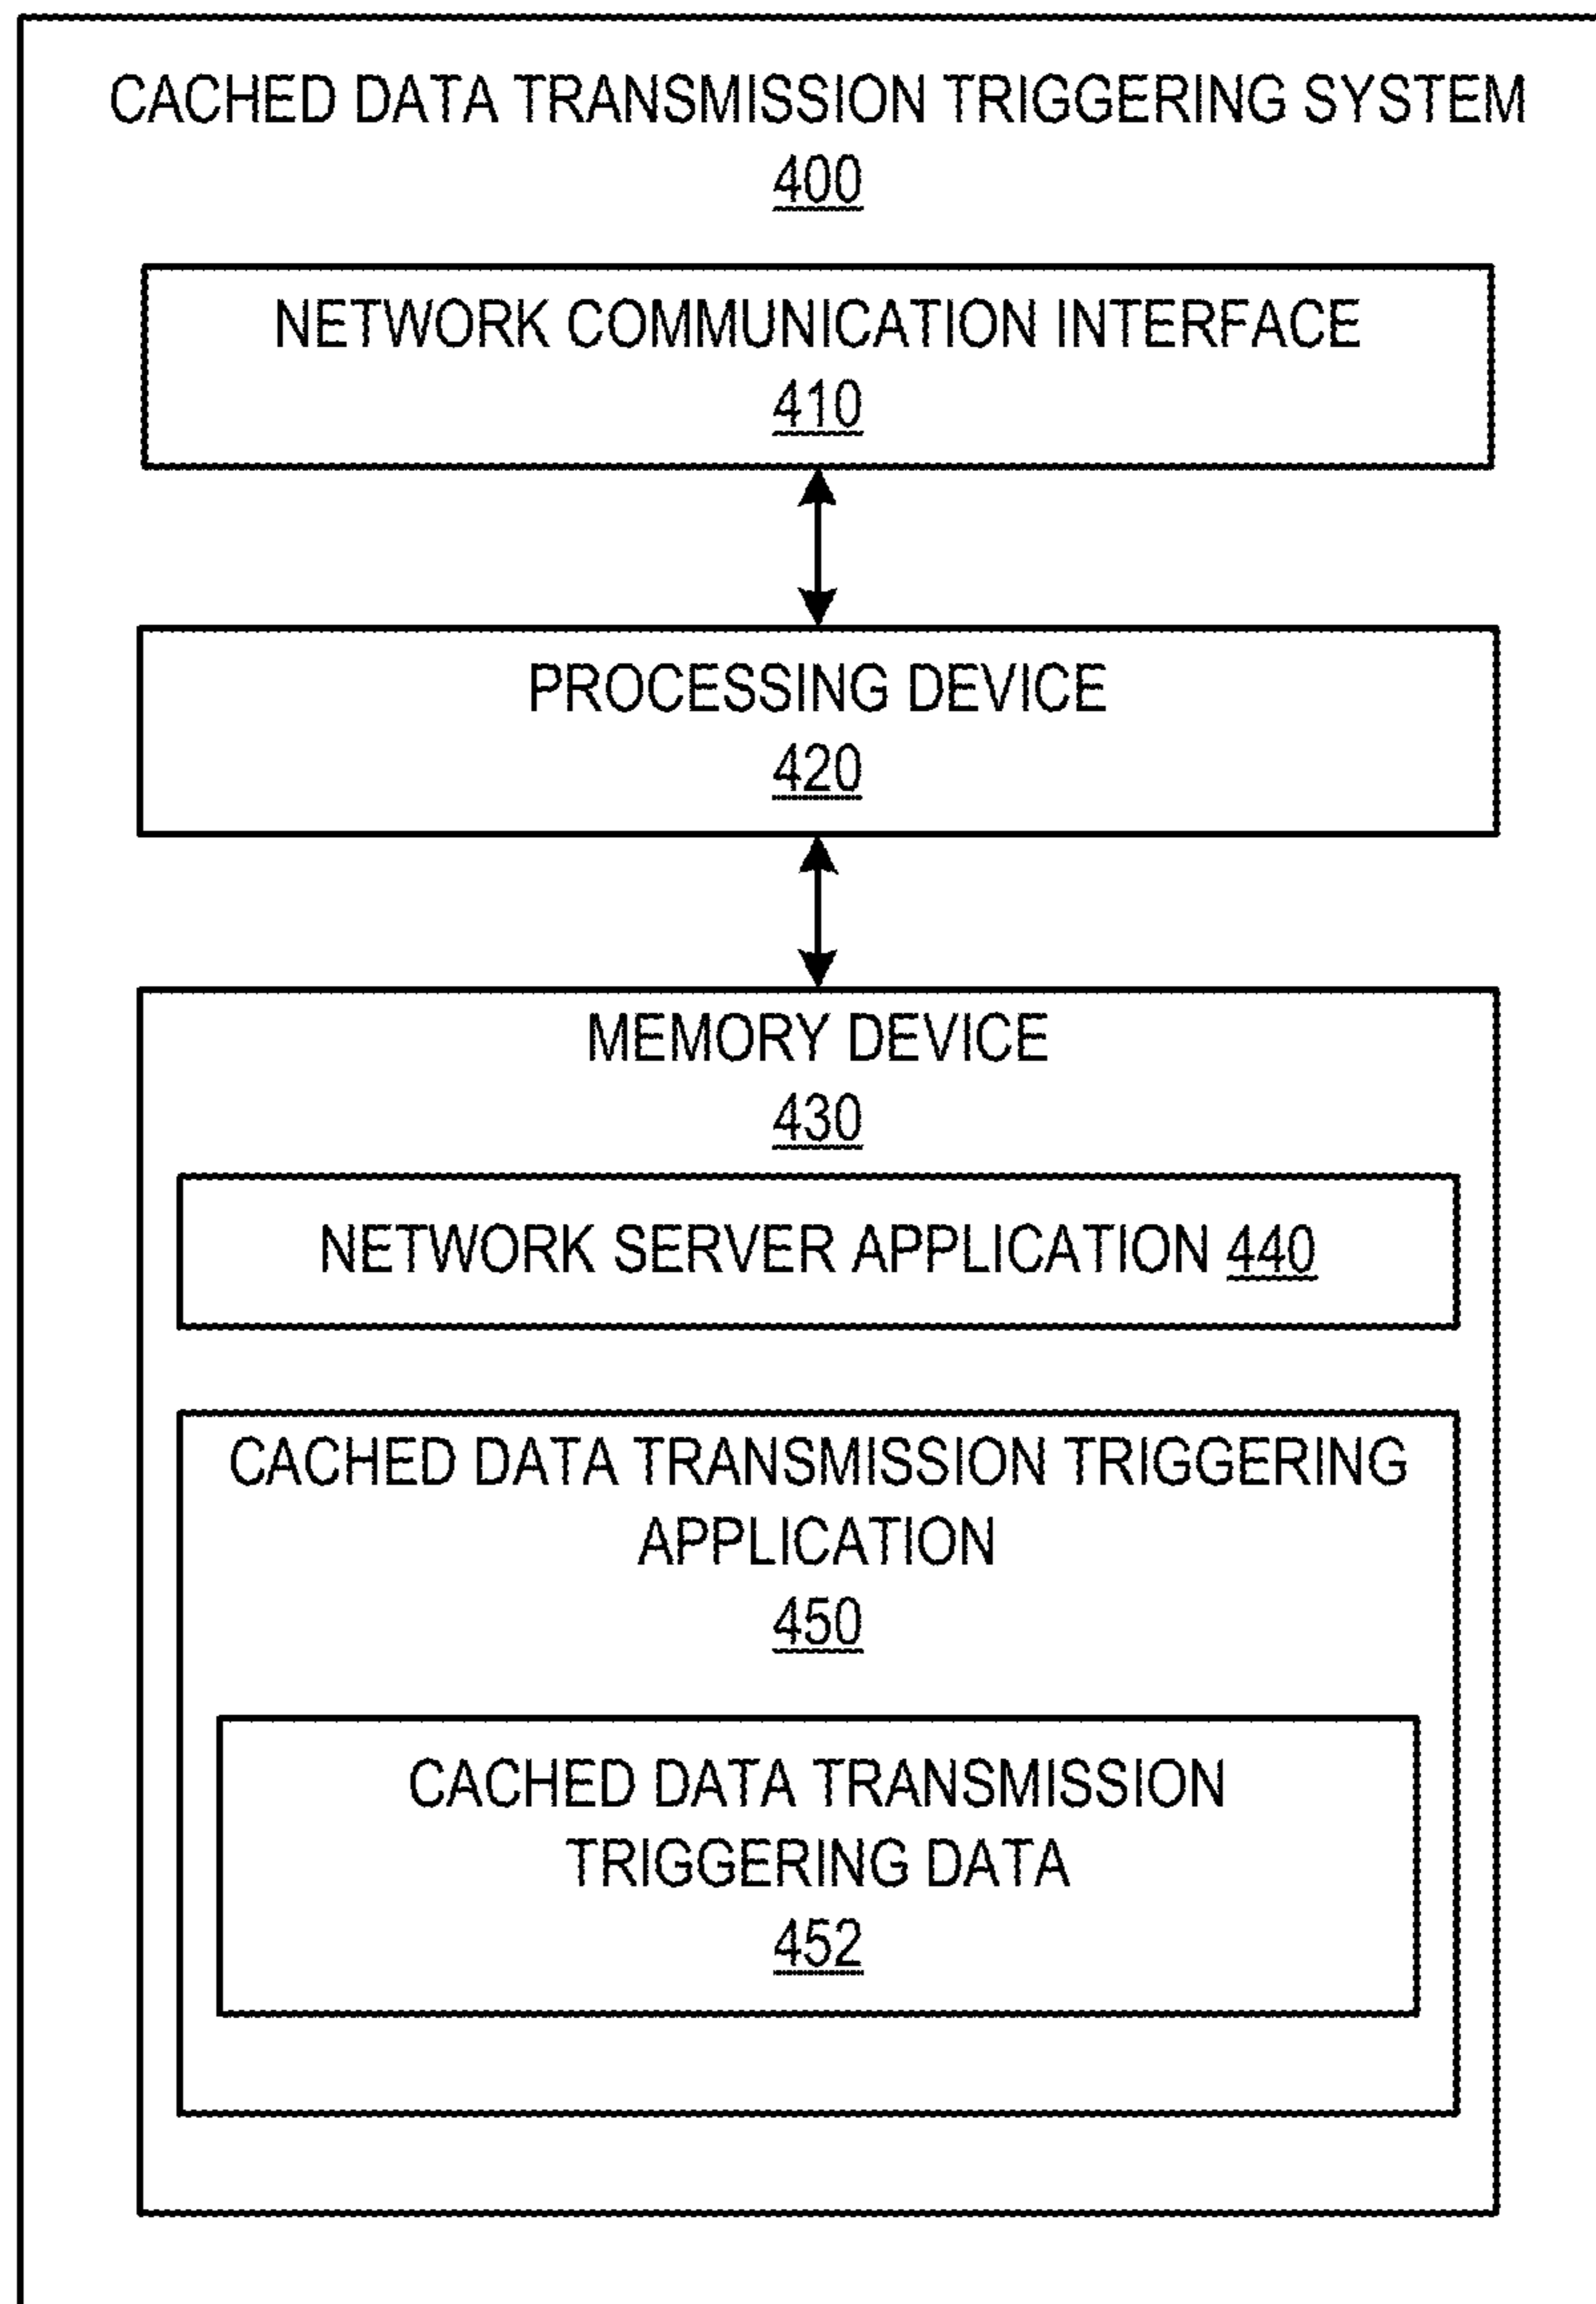 CACHED DATA TRANSMISSION TRIGGERING SYSTEM
400
NETWORK COMMUNICATION INTERFACE
410
PROCESSING DEVICE
420
MEMORY DEVICE
430
NETWORK SERVER APPLICATION 440
CACHED DATA TRANSMISSION TRIGGERING
APPLICATION
450
CACHED DATA TRANSMISSION
TRIGGERING DATA
452